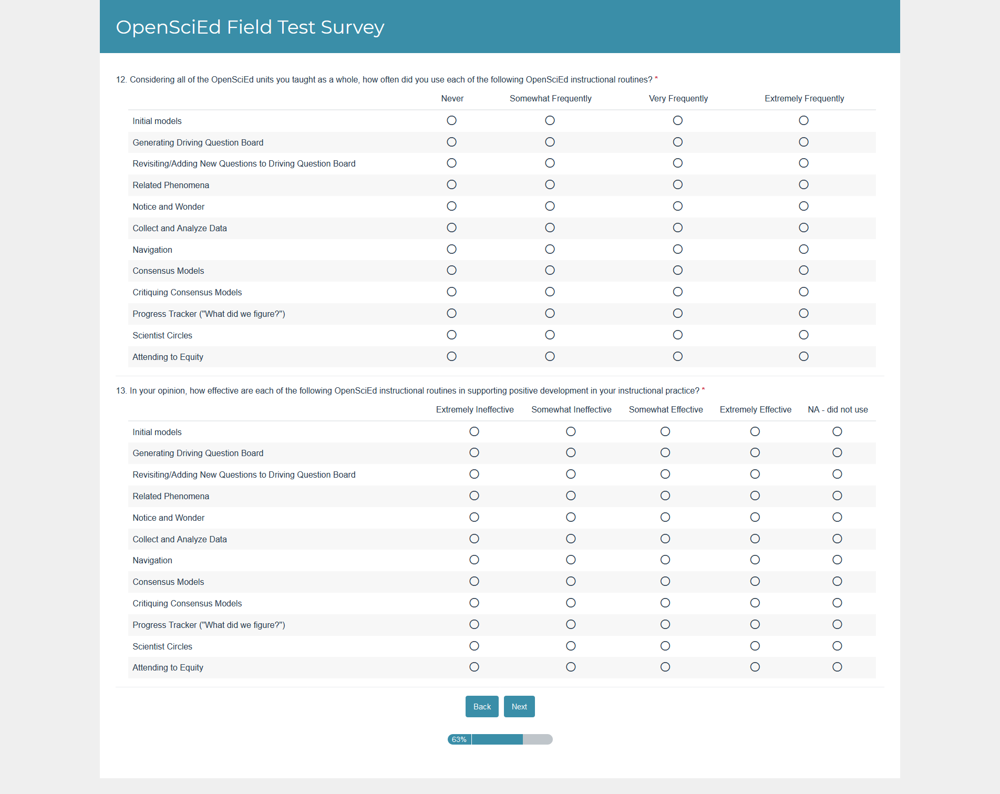 OpenSciEd Field Test Survey
12. Considering all of the OpenSciEd units you taught as a whole, how often did you use each of the following OpenSciEd instructional routines? *
Never Somewhat Frequently Very Frequently Extremely Frequently
Initial models
Generating Driving Question Board
Revisiting/Adding New Questions to Driving Question Board
Related Phenomena
Notice and Wonder
Collect and Analyze Data
Navigation
Consensus Models
Critiquing Consensus Models
Progress Tracker ("What did we figure?")
Scientist Circles
Attending to Equity
13. In your opinion, how effective are each of the following OpenSciEd instructional routines in supporting positive development in your instructional practice? *
Extremely Ineffective Somewhat Ineffective Somewhat Effective Extremely Effective NA - did not use
Initial models
Generating Driving Question Board
Revisiting/Adding New Questions to Driving Question Board
Related Phenomena
Notice and Wonder
Collect and Analyze Data
Navigation
Consensus Models
Critiquing Consensus Models
Progress Tracker ("What did we figure?")
Scientist Circles
Attending to Equity
Back Next
63%